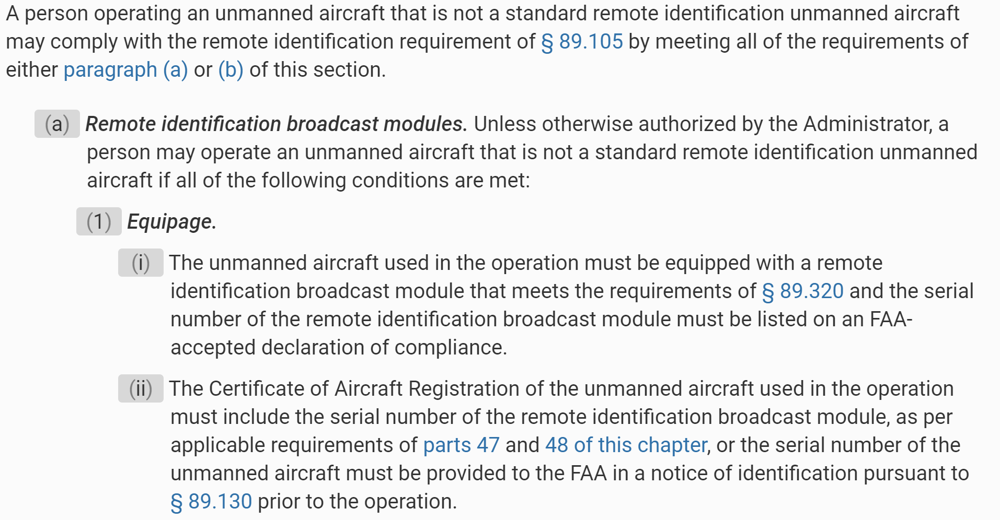 A person operating an unmanned aircraft that is not a standard remote identification unmanned aircraft
may comply with the remote identification requirement of § 89.105 by meeting all of the requirements of
either paragraph (a) or (b) of this section.
(a) Remote identification broadcast modules. Unless otherwise authorized by the Administrator, a
person may operate an unmanned aircraft that is not a standard remote identification unmanned
aircraft if all of the following conditions are met:
(1) Equipage.
(i) The unmanned aircraft used in the operation must be equipped with a remote
identification broadcast module that meets the requirements of § 89.320 and the serial
number of the remote identification broadcast module must be listed on an FAA-
accepted declaration of compliance.
(ii) The Certificate of Aircraft Registration of the unmanned aircraft used in the operation
must include the serial number of the remote identification broadcast module, as per
applicable requirements of parts 47 and 48 of this chapter, or the serial number of the
unmanned aircraft must be provided to the FAA in a notice of identification pursuant to
§ 89.130 prior to the operation.